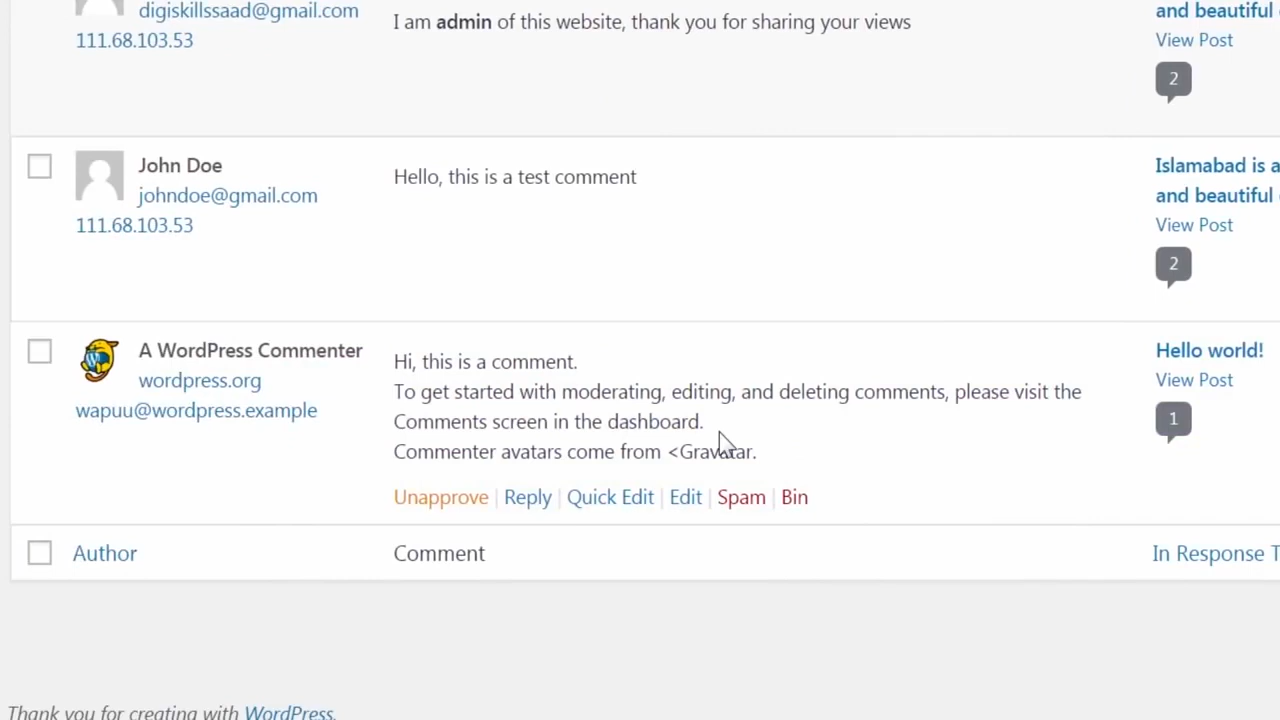 digiskillssaad@gmail.com
111.68.103.53
I am admin of this website, thank you for sharing your views
and beautiful
View Post
2
John Doe
johndoe@gmail.com
111.68.103.53
Hello, this is a test comment
Islamabad is a
and beautiful
View Post
2
A WordPress Commenter
wordpress.org
wapuu@wordpress.example
Hi, this is a comment.
To get started with moderating, editing, and deleting comments, please visit the
Comments screen in the dashboard.
Commenter avatars come from <Gravatar.
Unapprove | Reply | Quick Edit | Edit | Spam | Bin
Hello world!
View Post
1
Author
Comment
In Response T
Thank you for creating with WordPress.